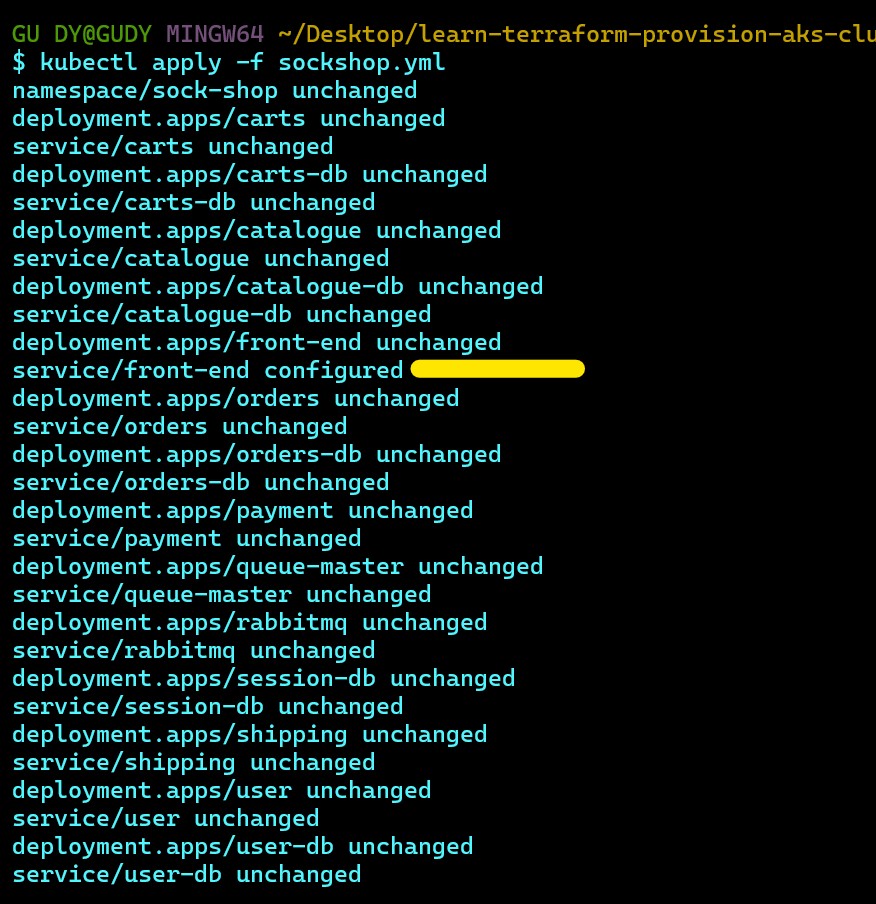 GU DY@GUDY MINGW64 ~/Desktop/learn-terraform-provision-aks-clu
$ kubectl apply -f sockshop.yml
namespace/sock-shop unchanged
deployment.apps/carts unchanged
service/carts unchanged
deployment.apps/carts-db unchanged
service/carts-db unchanged
deployment.apps/catalogue unchanged
service/catalogue unchanged
deployment.apps/catalogue-db unchanged
service/catalogue-db unchanged
deployment.apps/front-end unchanged
service/front-end configured
deployment.apps/orders unchanged
service/orders unchanged
deployment.apps/orders-db unchanged
service/orders-db unchanged
deployment.apps/payment unchanged
service/payment unchanged
deployment.apps/queue-master unchanged
service/queue-master unchanged
deployment.apps/rabbitmq unchanged
service/rabbitmq unchanged
deployment.apps/session-db unchanged
service/session-db unchanged
deployment.apps/shipping unchanged
service/shipping unchanged
deployment.apps/user unchanged
service/user unchanged
deployment.apps/user-db unchanged
service/user-db unchanged